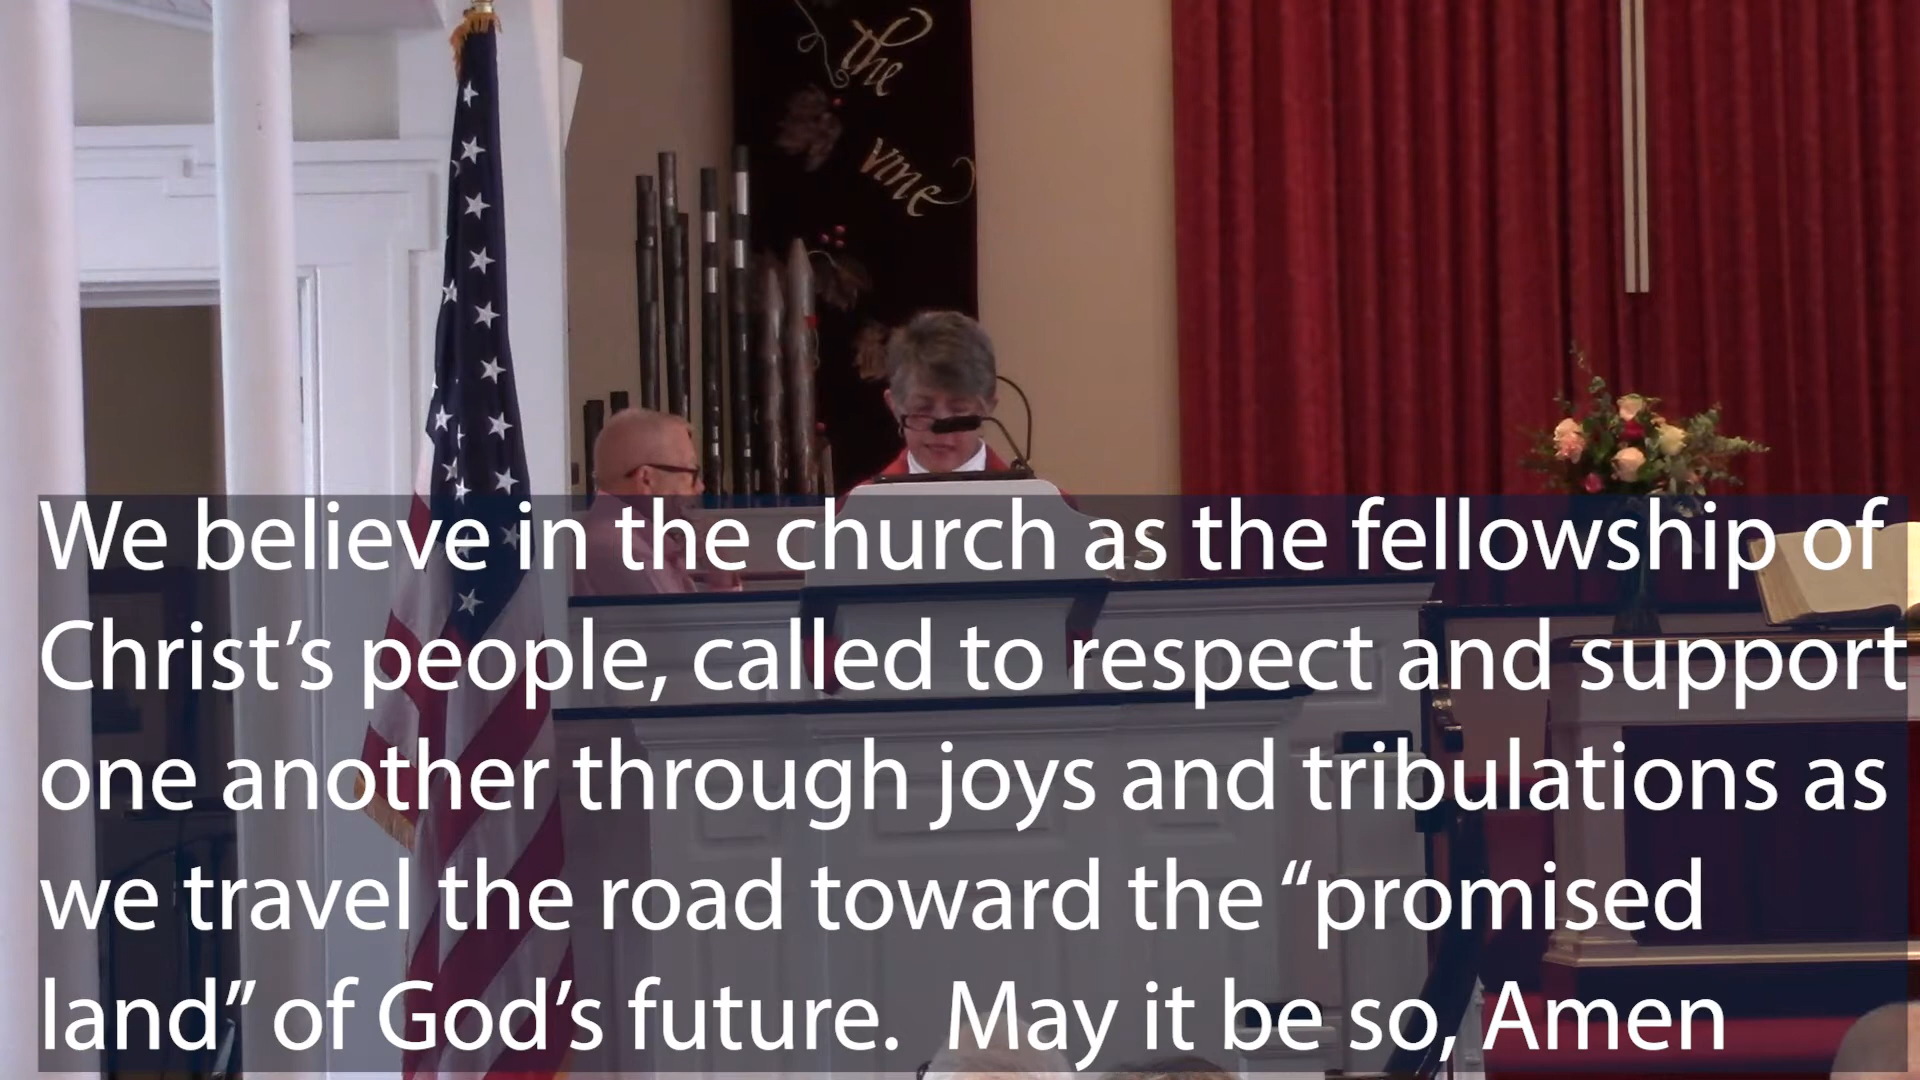 the
vine
We believe in the church as the fellowship of
Christ’s people, called to respect and support
one another through joys and tribulations as
we travel the road toward the “promised
land” of God’s future.  May it be so, Amen